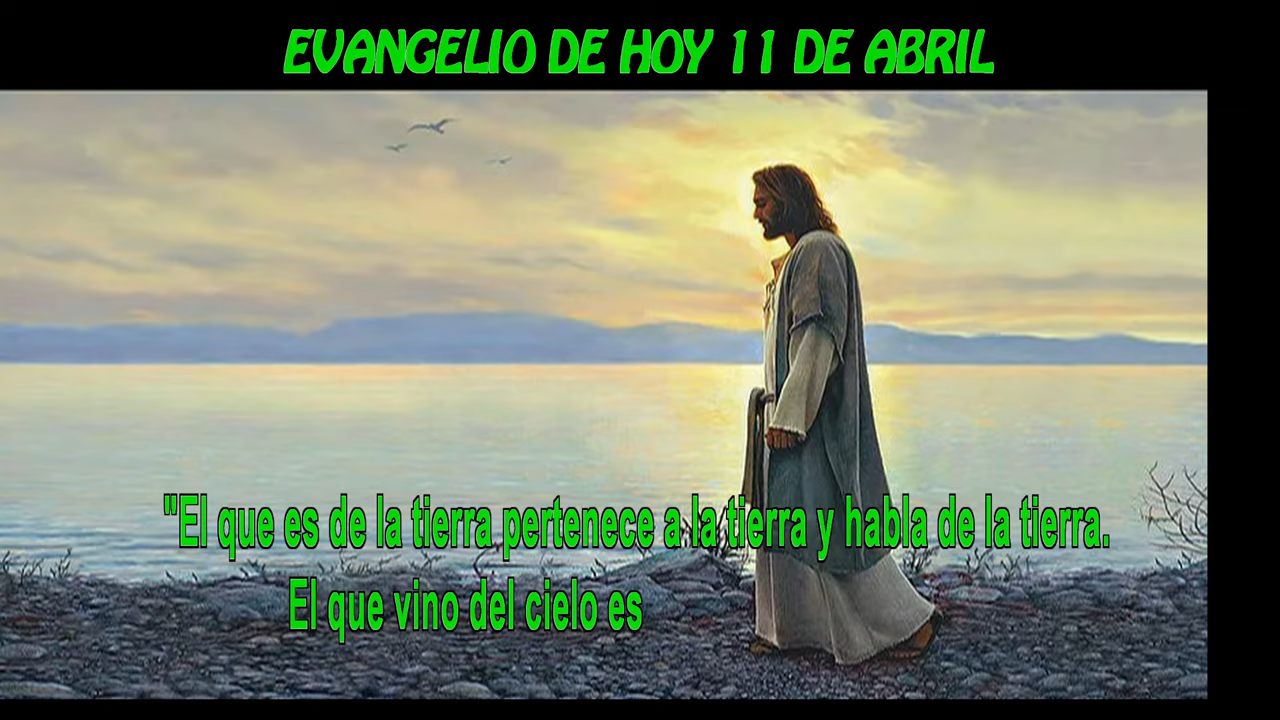 EVANGELIO DE HOY 11 DE ABRIL
"El que es de la tierra pertenece a la tierra y habla de la tierra.
El que vino del cielo es